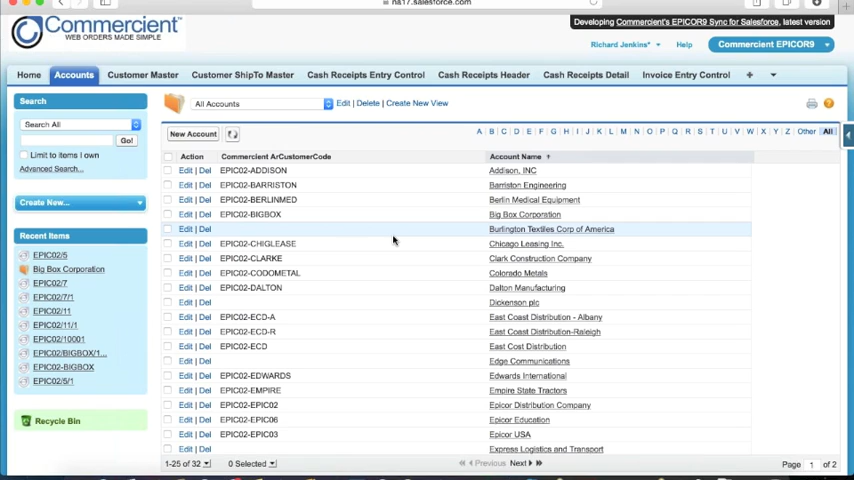 na17.salesforce.com
Commercient
WEB ORDERS MADE SIMPLE
Developing Commercient's EPICOR9 Sync for Salesforce, latest version
Richard Jenkins*
Help
Commercient EPICOR9
Home
Accounts
Customer Master
Customer ShipTo Master
Cash Receipts Entry Control
Cash Receipts Header
Cash Receipts Detail
Invoice Entry Control
+
Search
Search All
Go!
Limit to items I own
Advanced Search...
Create New...
Recent Items
EPIC02/5
Big Box Corporation
EPIC02/7
EPIC02/7/1
EPIC02/11
EPIC02/11/1
EPIC02/10001
EPIC02/BIGBOX/1...
EPIC02-BIGBOX
EPIC02/5/1
Recycle Bin
All Accounts
Edit | Delete | Create New View
New Account
A B C D E F G H I J K L M N O P Q R S T U V W X Y Z Other All
Action Commercient ArCustomerCode Account Name ↑
Edit | Del EPIC02-ADDISON Addison, INC
Edit | Del EPIC02-BARRISTON Barriston Engineering
Edit | Del EPIC02-BERLINMED Berlin Medical Equipment
Edit | Del EPIC02-BIGBOX Big Box Corporation
Edit | Del Burlington Textiles Corp of America
Edit | Del EPIC02-CHIGLEASE Chicago Leasing Inc.
Edit | Del EPIC02-CLARKE Clark Construction Company
Edit | Del EPIC02-CODOMETAL Colorado Metals
Edit | Del EPIC02-DALTON Dalton Manufacturing
Edit | Del Dickenson plc
Edit | Del EPIC02-ECD-A East Coast Distribution - Albany
Edit | Del EPIC02-ECD-R East Coast Distribution-Raleigh
Edit | Del EPIC02-ECD East Cost Distribution
Edit | Del Edge Communications
Edit | Del EPIC02-EDWARDS Edwards International
Edit | Del EPIC02-EMPIRE Empire State Tractors
Edit | Del EPIC02-EPIC02 Epicor Distribution Company
Edit | Del EPIC02-EPIC06 Epicor Education
Edit | Del EPIC02-EPIC03 Epicor USA
Edit | Del Express Logistics and Transport
1-25 of 32
0 Selected
Previous Next
Page 1 of 2